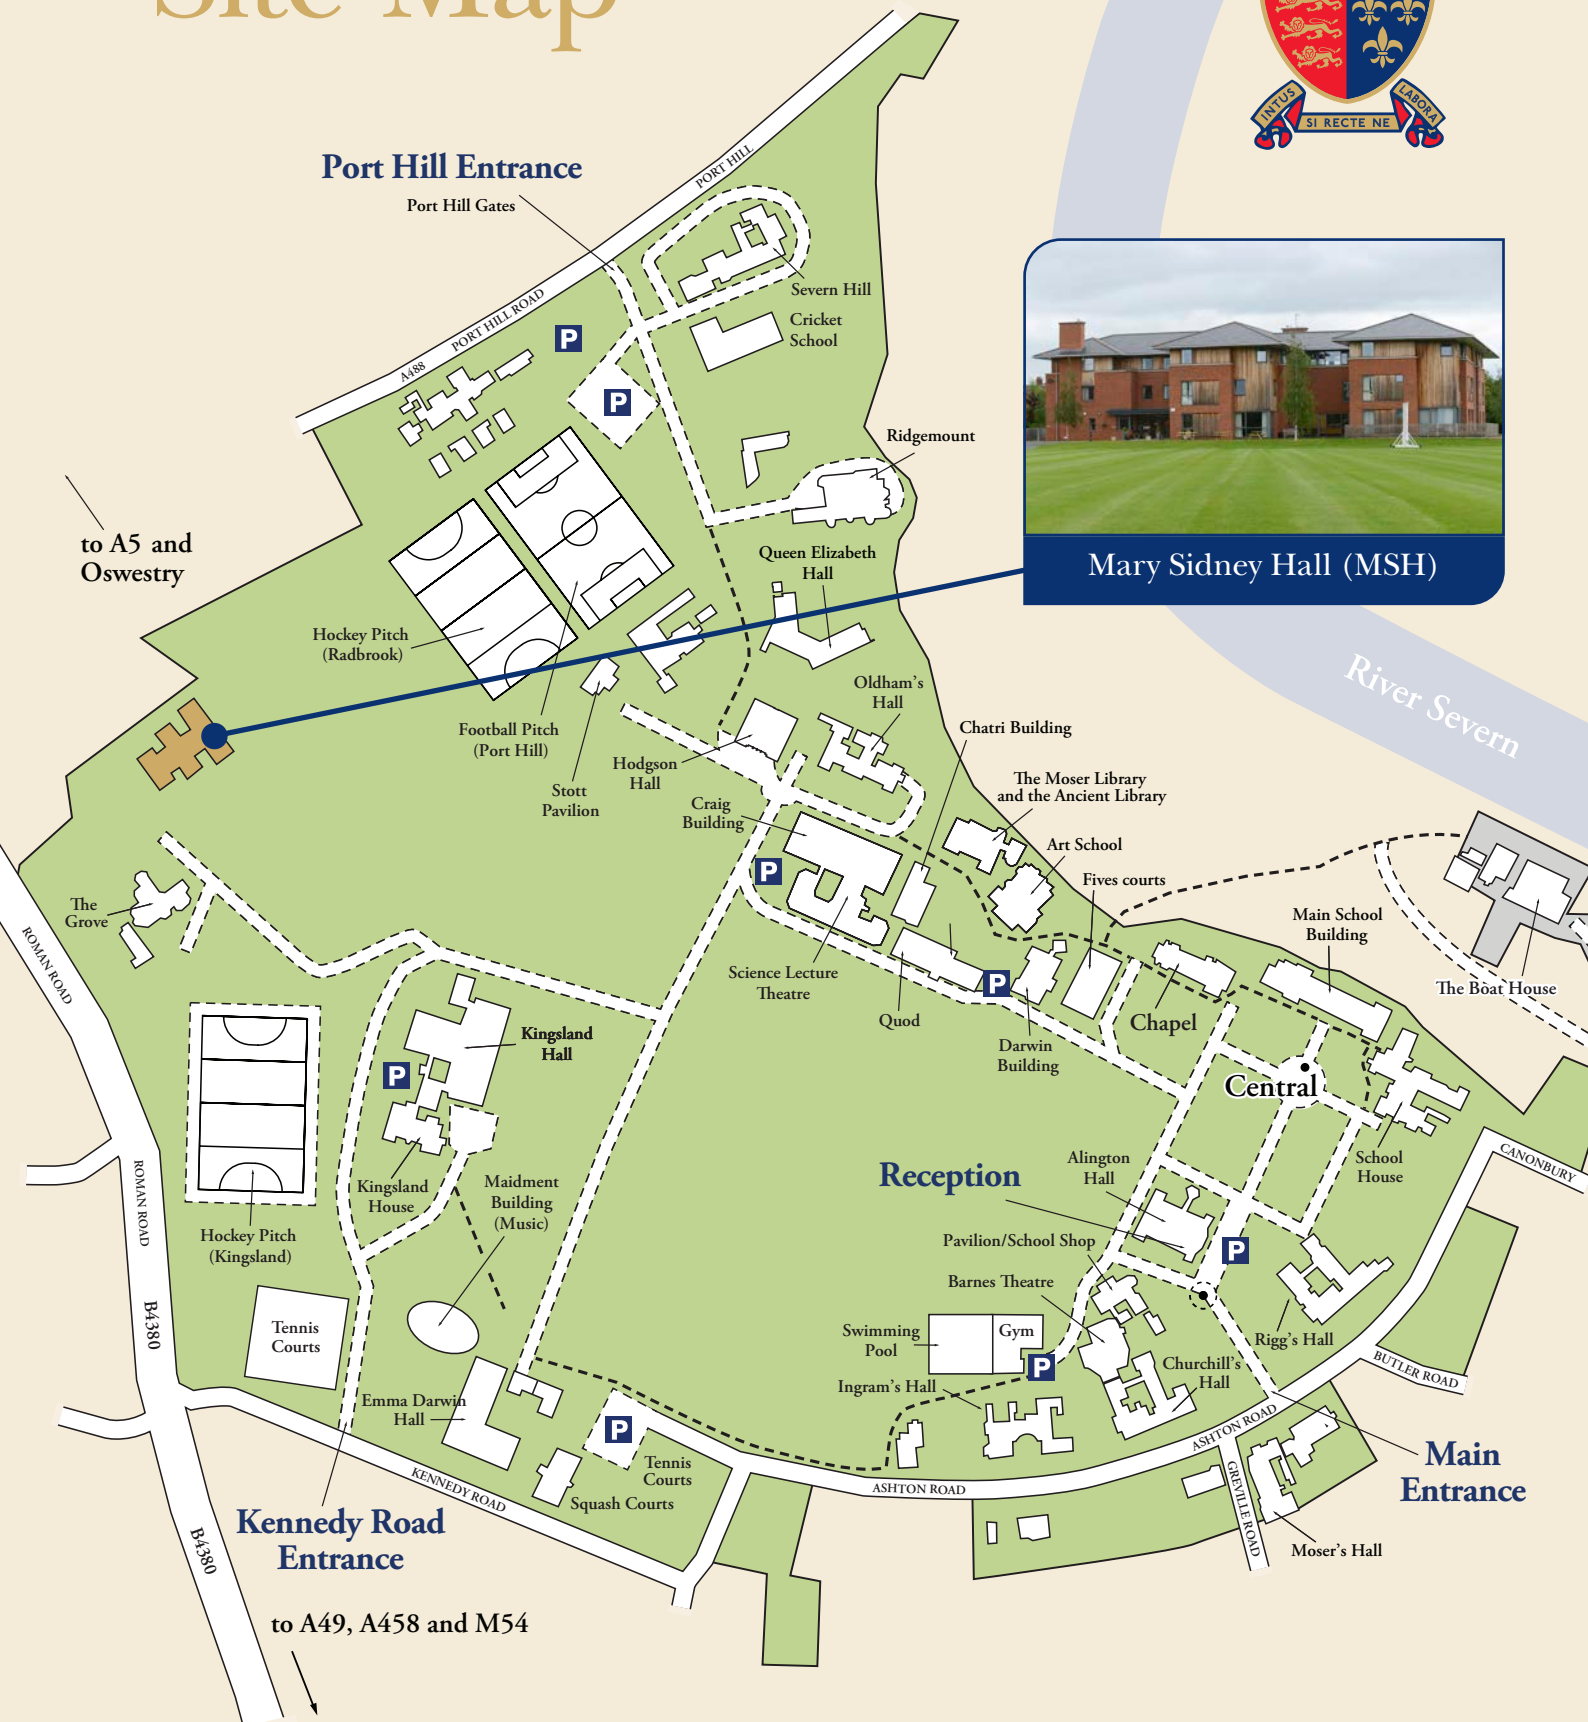 Site Map
INTUS
SI RECTE NE
LABORA
Port Hill Entrance
Port Hill Gates
PORT HILL
PORT HILL ROAD
A488
P
P
Severn Hill
Cricket
School
Ridgemount
to A5 and
Oswestry
Queen Elizabeth
Hall
Mary Sidney Hall (MSH)
River Severn
Hockey Pitch
(Radbrook)
Football Pitch
(Port Hill)
Stott
Pavilion
Hodgson
Hall
Oldham's
Hall
Chatri Building
The Moser Library
and the Ancient Library
Craig
Building
Art School
P
Fives courts
The
Grove
Main School
Building
ROMAN ROAD
Science Lecture
Theatre
P
Quod
The Boat House
Chapel
Kingsland
Hall
Darwin
Building
P
Central
Reception
Alington
Hall
School
House
CANONBURY
Kingsland
House
Maidment
Building
(Music)
ROMAN ROAD
Hockey Pitch
(Kingsland)
Pavilion/School Shop
P
Barnes Theatre
B4380
Tennis
Courts
Swimming
Pool
Gym
P
Rigg's Hall
BUTLER ROAD
Churchill's
Hall
Ingram's Hall
Emma Darwin
Hall
P
ASHTON ROAD
Main
Entrance
Tennis
Courts
Squash Courts
KENNEDY ROAD
ASHTON ROAD
GREVILLE ROAD
Kennedy Road
Entrance
B4380
Moser's Hall
to A49, A458 and M54